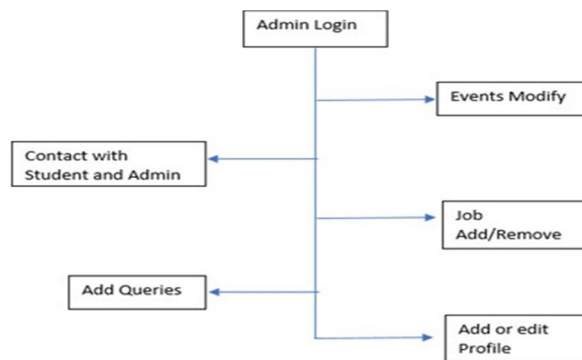 Admin Login
Events Modify
Contact with
Student and Admin
Job
Add/Remove
Add Queries
Add or edit
Profile